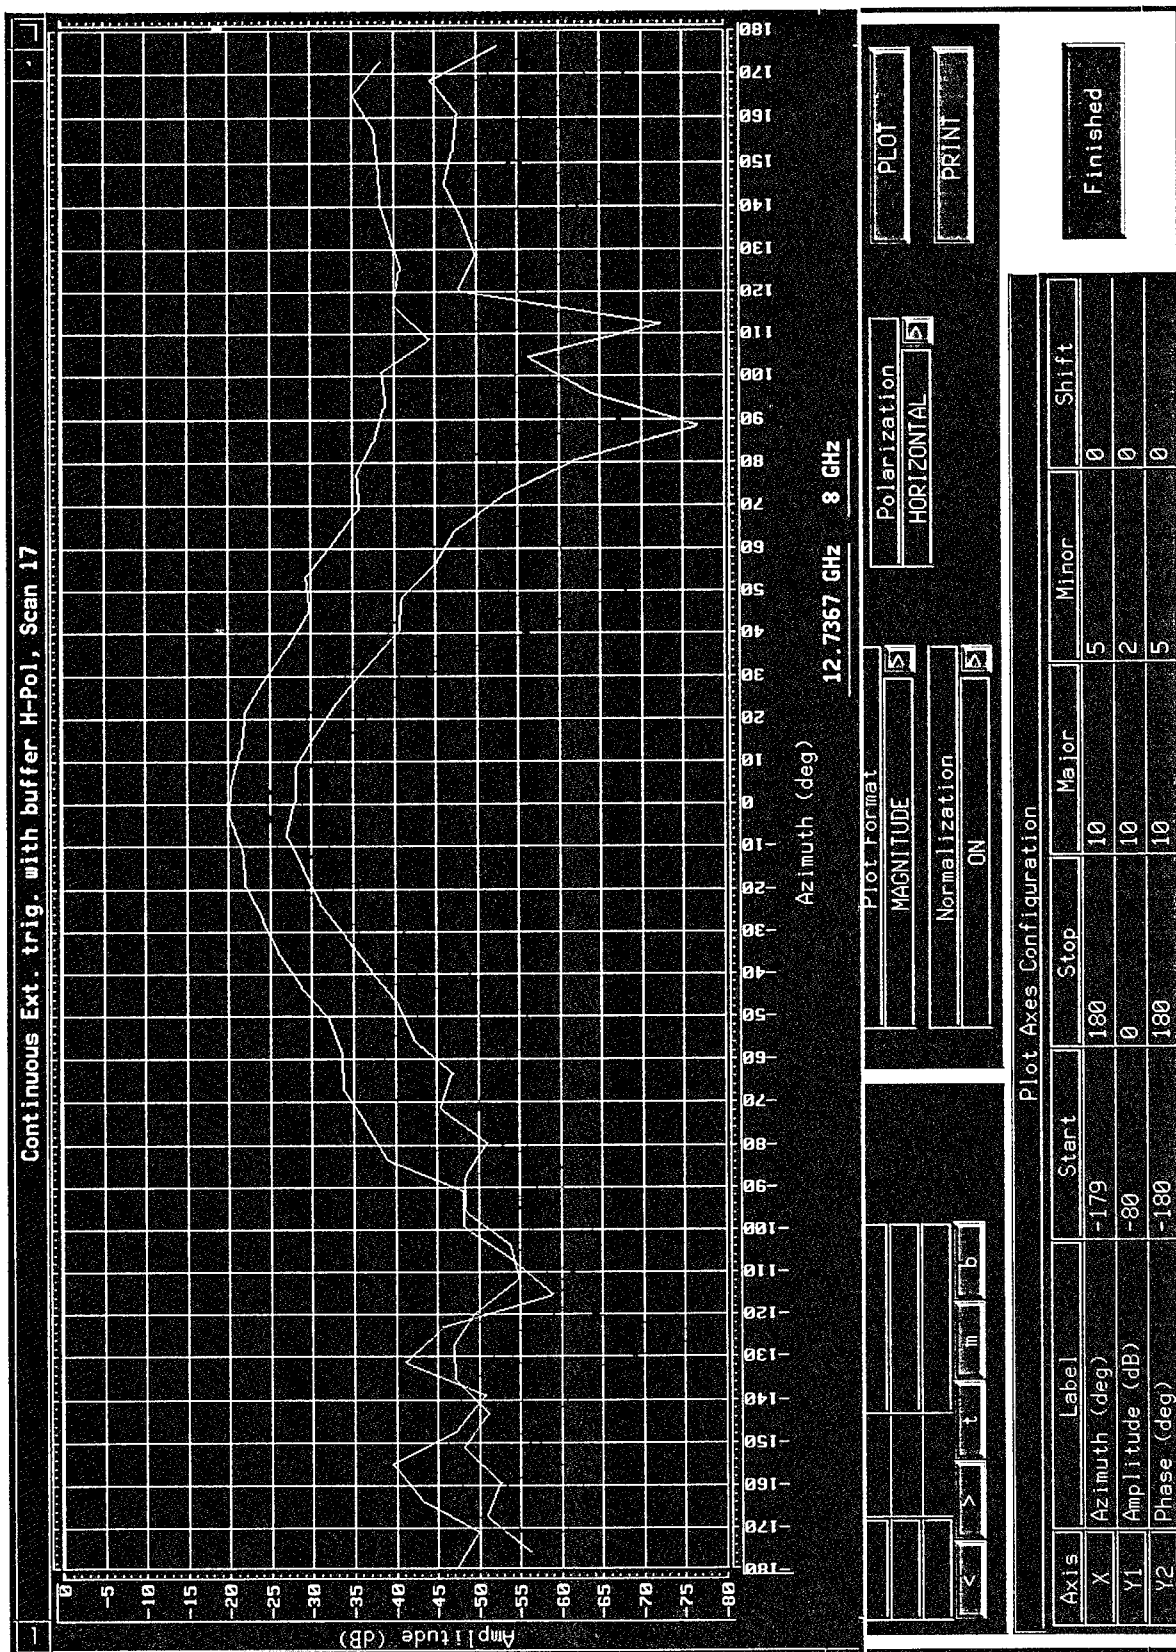 1
Continuous Ext. trig. with buffer H-Pol, Scan 17
Amplitude (dB)
0
-5
-10
-15
-20
-25
-30
-35
-40
-45
-50
-55
-60
-65
-70
-75
-80
-180 -170 -160 -150 -140 -130 -120 -110 -100 -90 -80 -70 -60 -50 -40 -30 -20 -10 0 10 20 30 40 50 60 70 80 90 100 110 120 130 140 150 160 170 180
Azimuth (deg)
12.7367 GHz 8 GHz
< > t m b
Plot Format
MAGNITUDE
Normalization
ON
Polarization
HORIZONTAL
PLOT
PRINT
Plot Axes Configuration
Axis Label Start Stop Major Minor Shift
X Azimuth (deg) -179 180 10 5 0
Y1 Amplitude (dB) -80 0 10 2 0
Y2 Phase (deg) -180 180 10 5 0
Finished